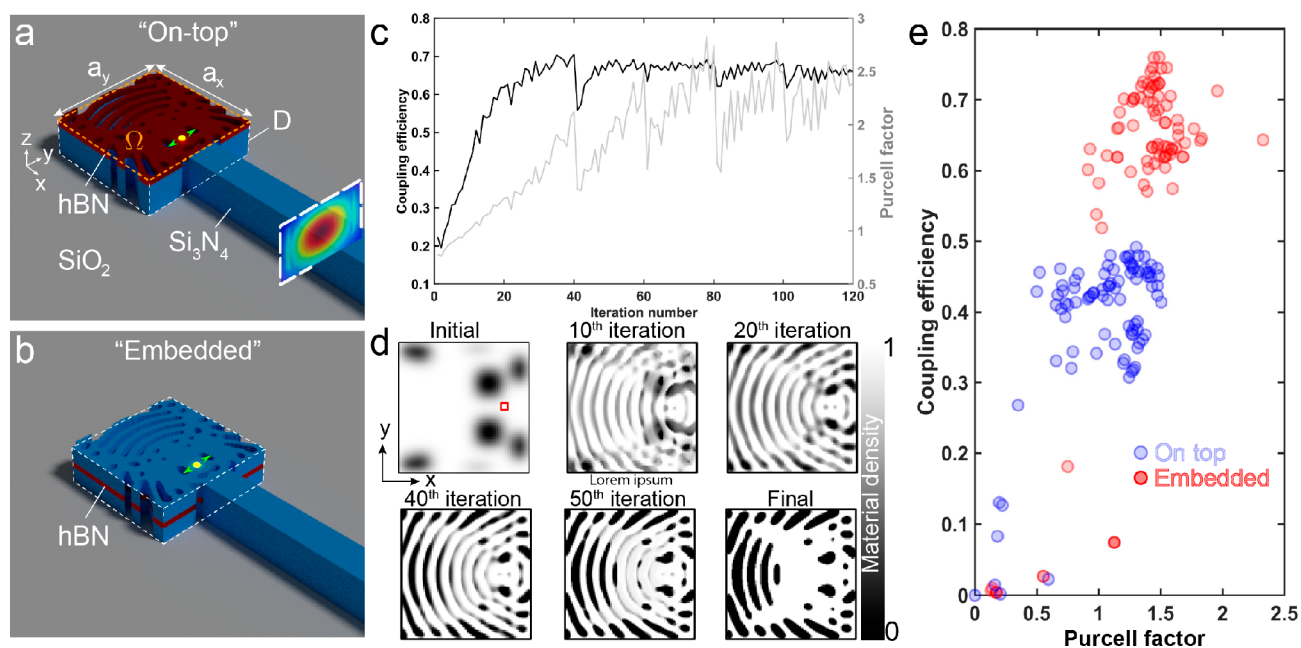 a
"On-top"
a_y
a_x
D
Ω
z
y
x
hBN
Si₃N₄
SiO₂
b
"Embedded"
hBN
c
Coupling efficiency
0.8
0.7
0.6
0.5
0.4
0.3
0.2
0.1
3
2.5
2
1.5
1
0.5
Purcell factor
0 20 40 60 80 100 120
Iteration number
d
Initial
10th iteration
20th iteration
y
x
Lorem ipsum
40th iteration
50th iteration
Final
1
Material density
0
e
Coupling efficiency
0.8
0.7
0.6
0.5
0.4
0.3
0.2
0.1
0
On top
Embedded
0 0.5 1 1.5 2 2.5
Purcell factor